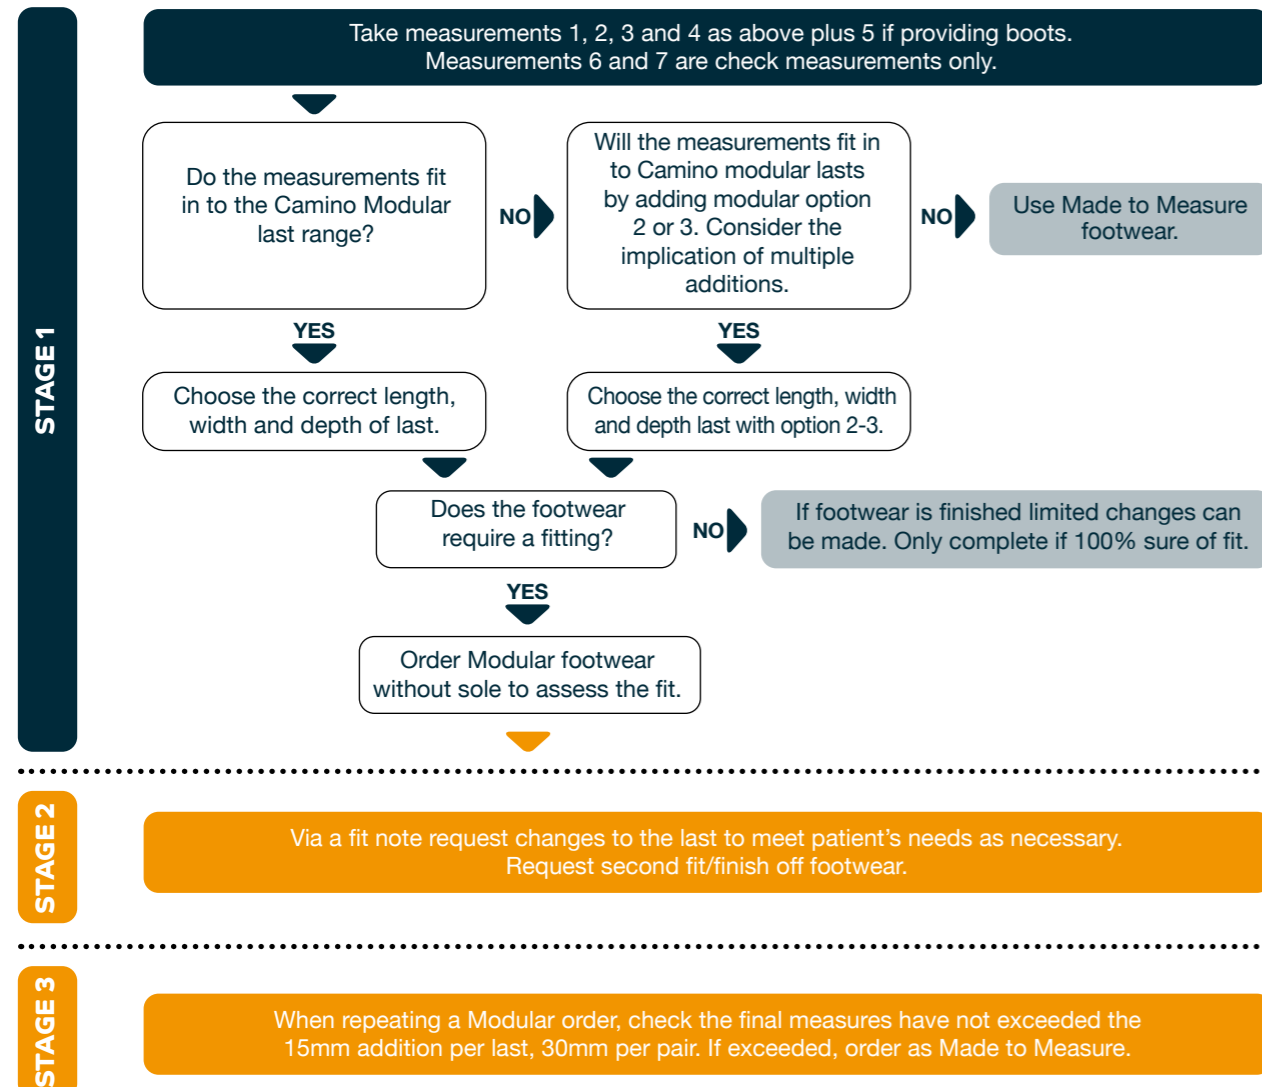 STAGE 1
Take measurements 1, 2, 3 and 4 as above plus 5 if providing boots.
Measurements 6 and 7 are check measurements only.
Do the measurements fit
in to the Camino Modular
last range?
NO
Will the measurements fit in
to Camino modular lasts
by adding modular option
2 or 3. Consider the
implication of multiple
additions.
NO
Use Made to Measure
footwear.
YES
YES
Choose the correct length,
width and depth of last.
Choose the correct length, width
and depth last with option 2-3.
Does the footwear
require a fitting?
NO
If footwear is finished limited changes can
be made. Only complete if 100% sure of fit.
YES
Order Modular footwear
without sole to assess the fit.
STAGE 2
Via a fit note request changes to the last to meet patient’s needs as necessary.
Request second fit/finish off footwear.
STAGE 3
When repeating a Modular order, check the final measures have not exceeded the
15mm addition per last, 30mm per pair. If exceeded, order as Made to Measure.